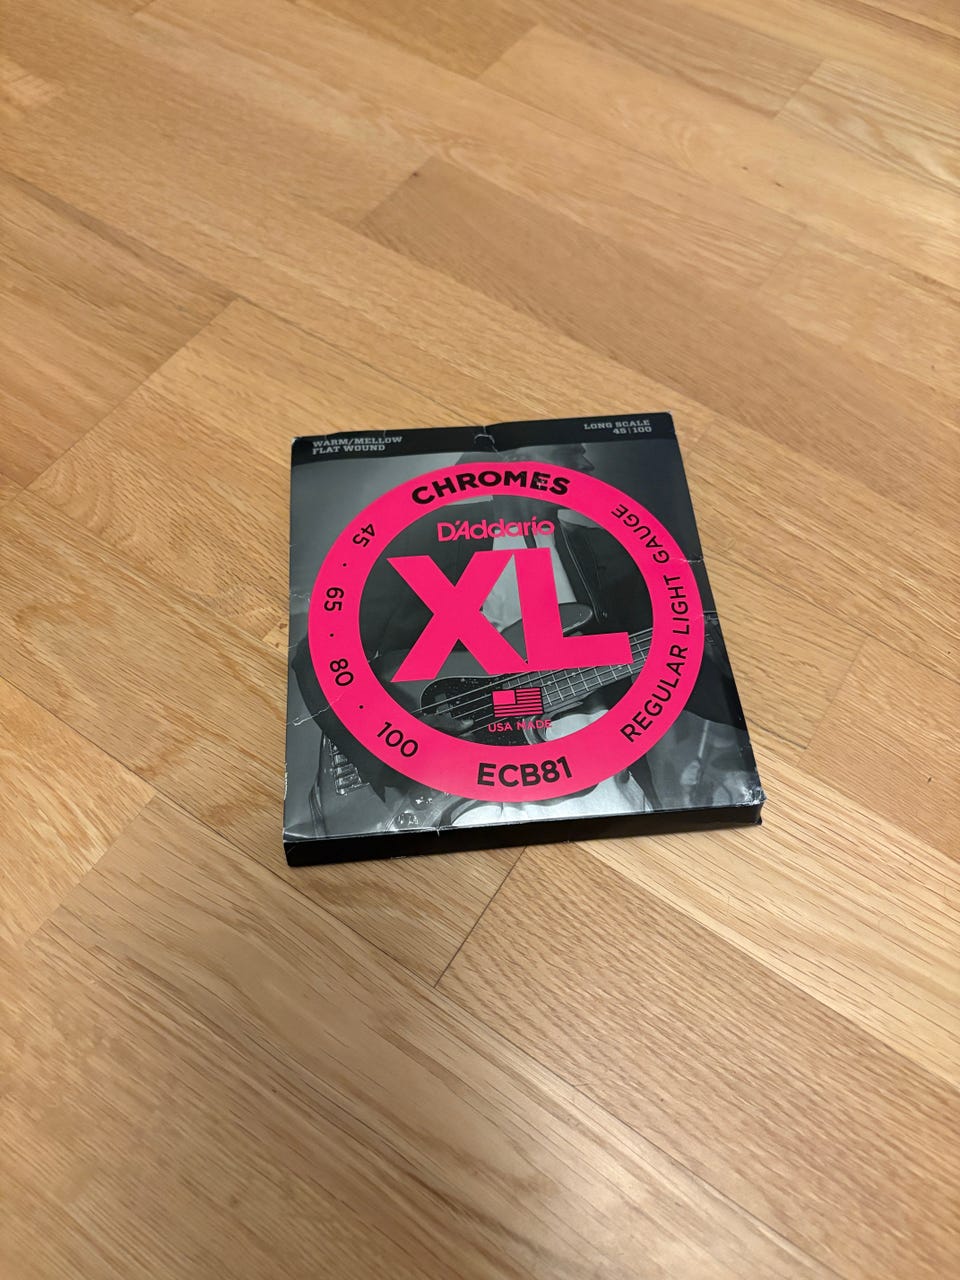 WARM/MELLOW
FLAT WOUND
LONG SCALE
45|100
CHROMES
D'Addario
XL
USA MADE
45 · 65 · 80 · 100
ECB81
REGULAR LIGHT GAUGE